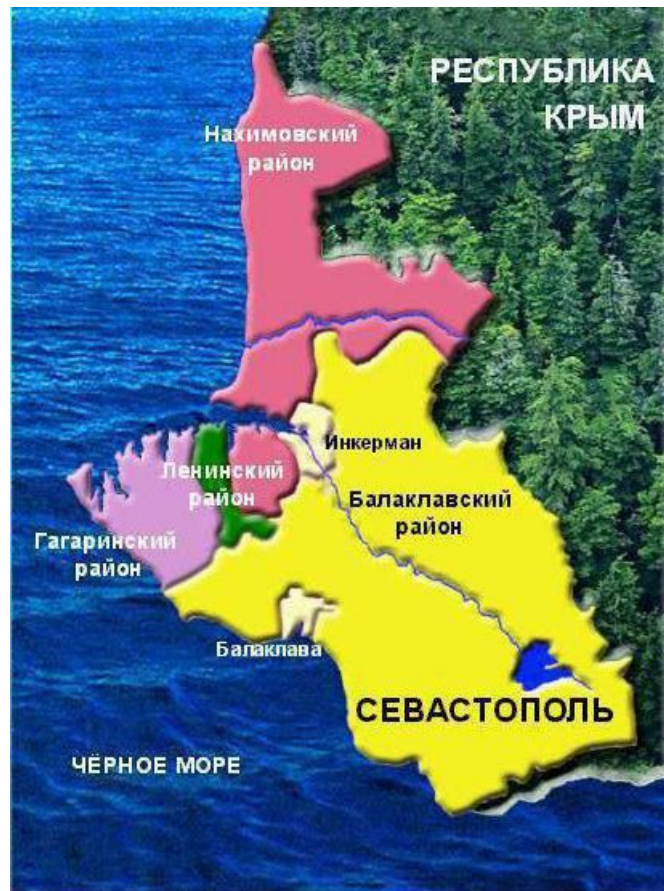 РЕСПУБЛИКА
КРЫМ
Нахимовский
район
Инкерман
Ленинский
район
Балаклавский
район
Гагаринский
район
Балаклава
СЕВАСТОПОЛЬ
ЧЁРНОЕ МОРЕ